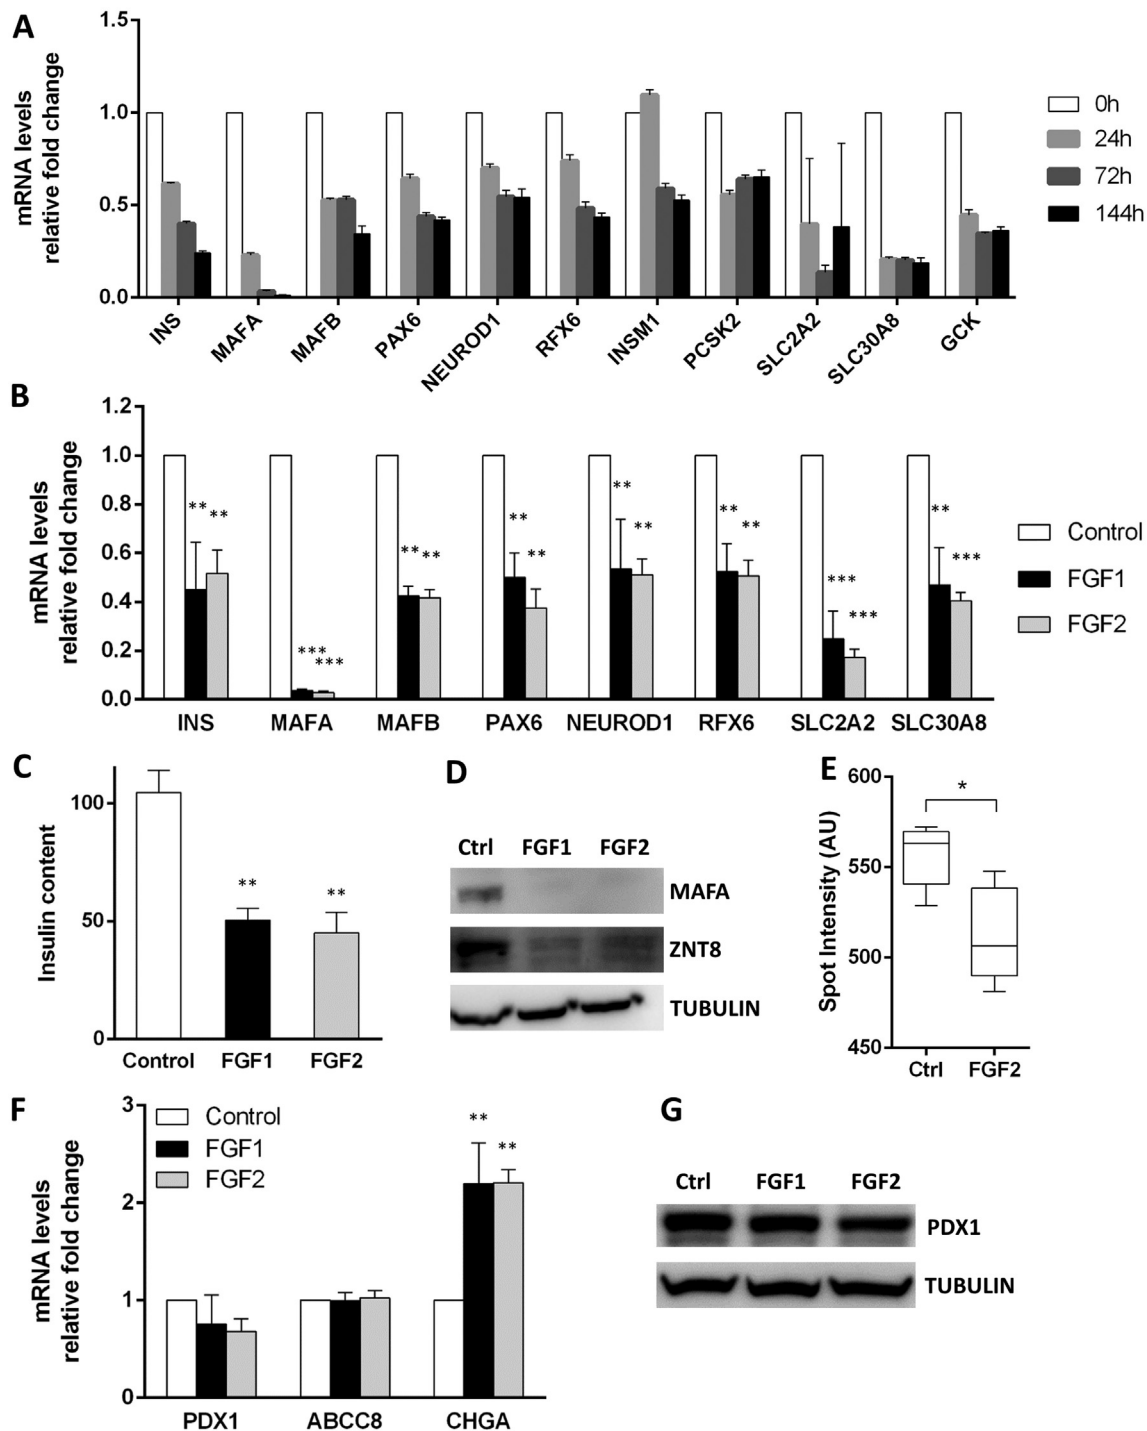 A
mRNA levels
relative fold change
1.5
1.0
0.5
0.0
INS
MAFA
MAFB
PAX6
NEUROD1
RFX6
INSM1
PCSK2
SLC2A2
SLC30A8
GCK
0h
24h
72h
144h
B
mRNA levels
relative fold change
1.2
1.0
0.8
0.6
0.4
0.2
0.0
** **
*** ***
** **
** **
** **
** **
*** ***
** ***
INS MAFA MAFB PAX6 NEUROD1 RFX6 SLC2A2 SLC30A8
Control
FGF1
FGF2
C
Insulin content
100
50
0
** **
Control FGF1 FGF2
D
Ctrl FGF1 FGF2
MAFA
ZNT8
TUBULIN
E
Spot Intensity (AU)
600
550
500
450
*
Ctrl FGF2
F
mRNA levels
relative fold change
3
2
1
0
Control
FGF1
FGF2
** **
PDX1 ABCC8 CHGA
G
Ctrl FGF1 FGF2
PDX1
TUBULIN